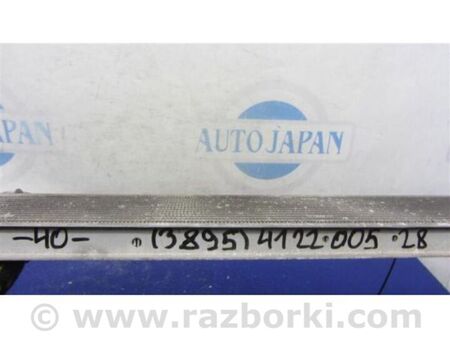 AUTO JAPAN
-40- (3895) 4122.005.28
© www.razborki.com